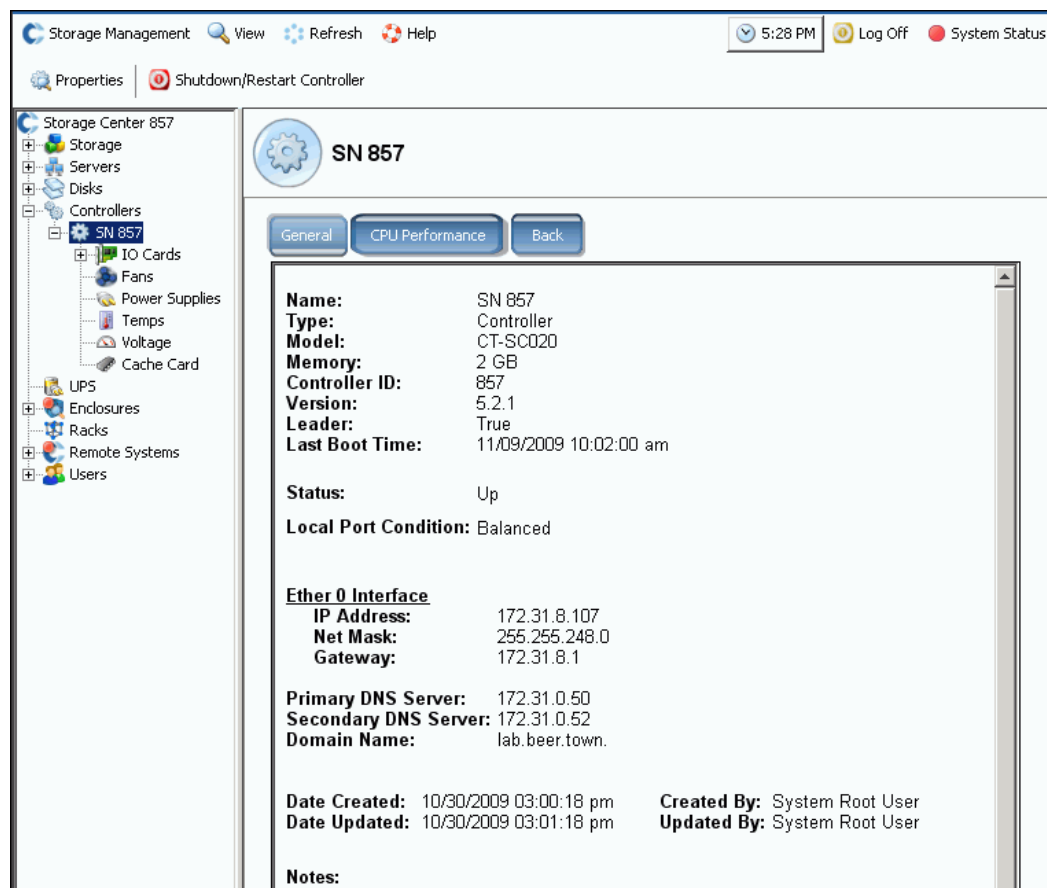 Storage Management View Refresh Help 5:28 PM Log Off System Status
Properties Shutdown/Restart Controller
Storage Center 857
Storage
Servers
Disks
Controllers
SN 857
IO Cards
Fans
Power Supplies
Temps
Voltage
Cache Card
UPS
Enclosures
Racks
Remote Systems
Users
SN 857
General CPU Performance Back
Name: SN 857
Type: Controller
Model: CT-SC020
Memory: 2 GB
Controller ID: 857
Version: 5.2.1
Leader: True
Last Boot Time: 11/09/2009 10:02:00 am
Status: Up
Local Port Condition: Balanced
Ether 0 Interface
IP Address: 172.31.8.107
Net Mask: 255.255.248.0
Gateway: 172.31.8.1
Primary DNS Server: 172.31.0.50
Secondary DNS Server: 172.31.0.52
Domain Name: lab.beer.town.
Date Created: 10/30/2009 03:00:18 pm Created By: System Root User
Date Updated: 10/30/2009 03:01:18 pm Updated By: System Root User
Notes: